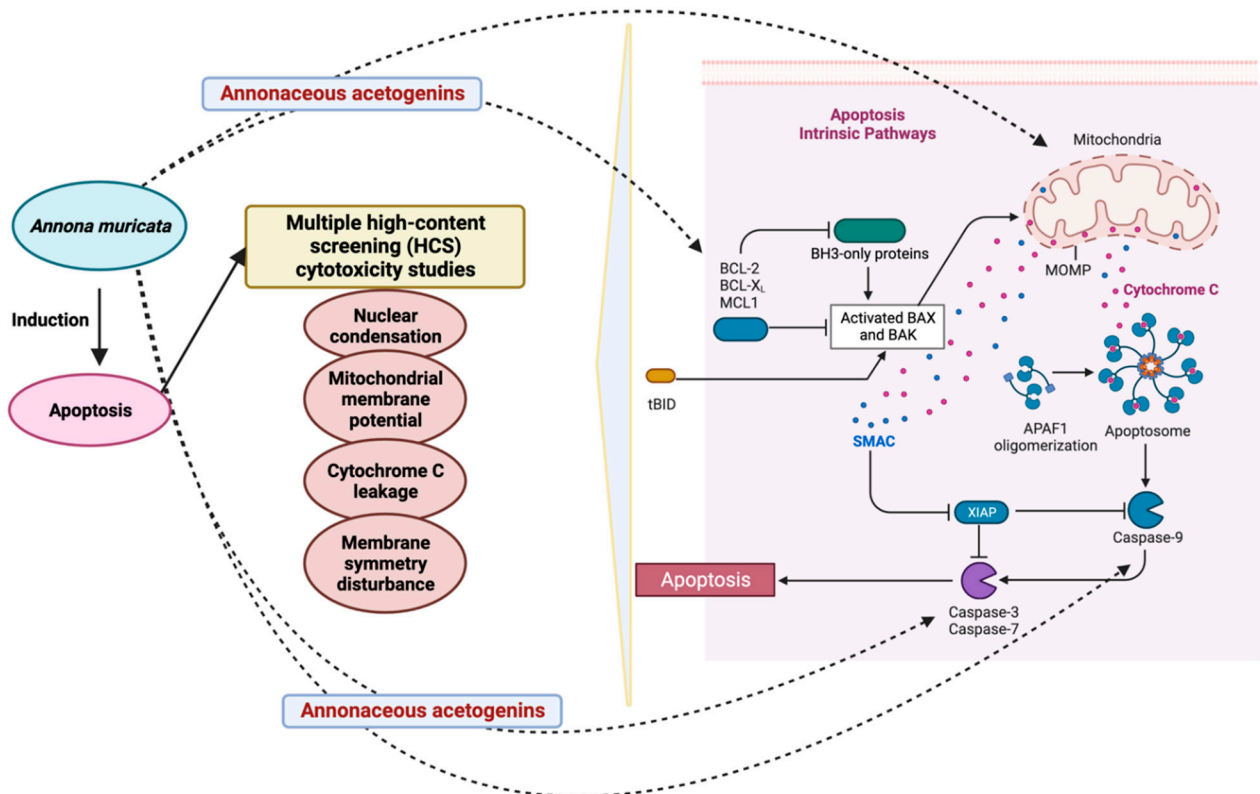 Annonaceous acetogenins
Annona muricata
Induction
Apoptosis
Multiple high-content
screening (HCS)
cytotoxicity studies
Nuclear
condensation
Mitochondrial
membrane
potential
Cytochrome C
leakage
Membrane
symmetry
disturbance
Annonaceous acetogenins
Apoptosis
Intrinsic Pathways
Mitochondria
BH3-only proteins
BCL-2
BCL-XL
MCL1
MOMP
Cytochrome C
Activated BAX
and BAK
tBID
SMAC
APAF1
oligomerization
Apoptosome
XIAP
Caspase-9
Apoptosis
Caspase-3
Caspase-7